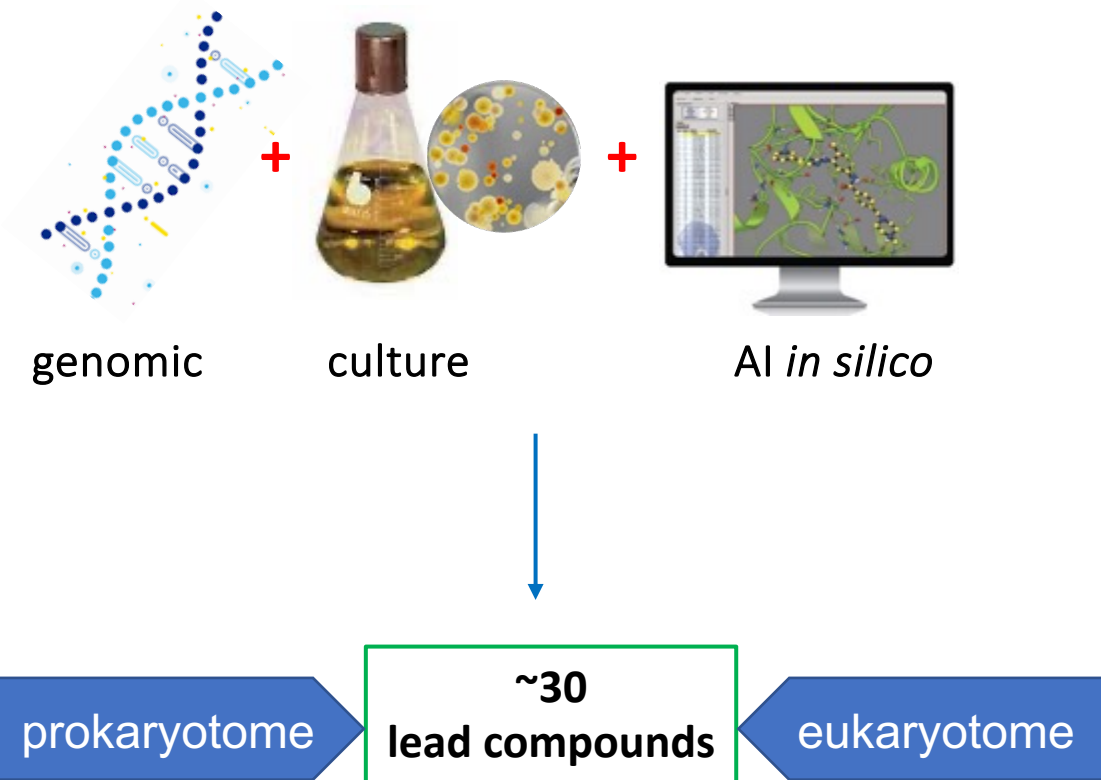 +
+
genomic
culture
AI in silico
~30
lead compounds
prokaryotome
eukaryotome